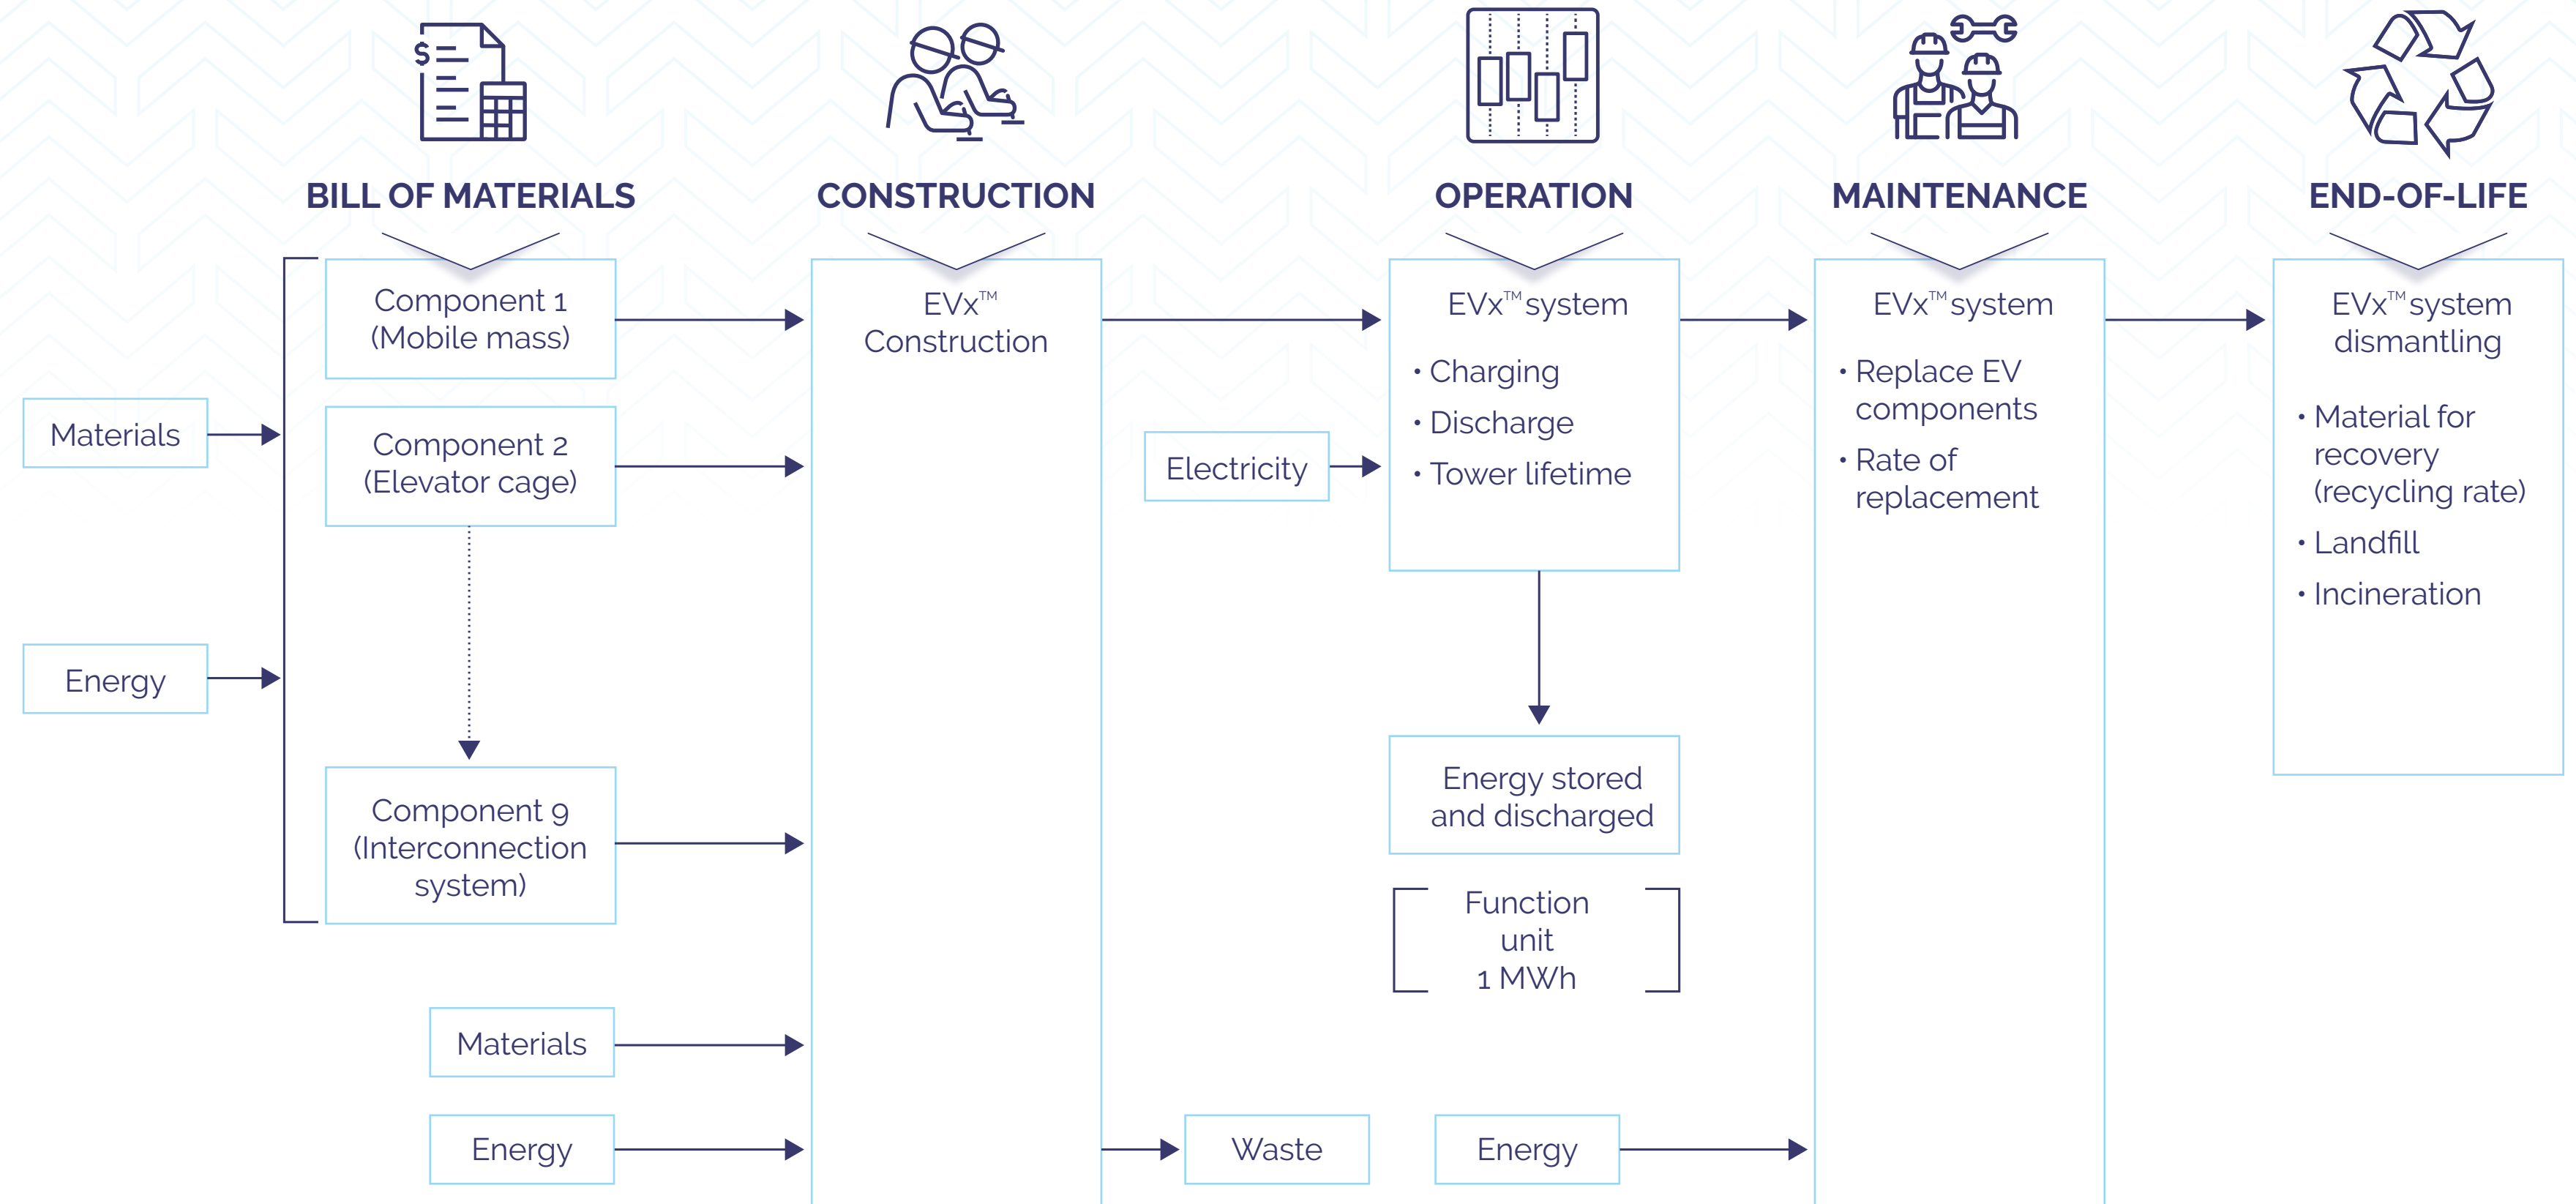 $
BILL OF MATERIALS
CONSTRUCTION
OPERATION
MAINTENANCE
END-OF-LIFE
Materials
Energy
Component 1
(Mobile mass)
Component 2
(Elevator cage)
Component 9
(Interconnection
system)
Materials
Energy
EVx™
Construction
Waste
Electricity
EVx™ system
• Charging
• Discharge
• Tower lifetime
Energy stored
and discharged
Function
unit
1 MWh
Energy
EVx™ system
• Replace EV
components
• Rate of
replacement
EVx™ system
dismantling
• Material for
recovery
(recycling rate)
• Landfill
• Incineration